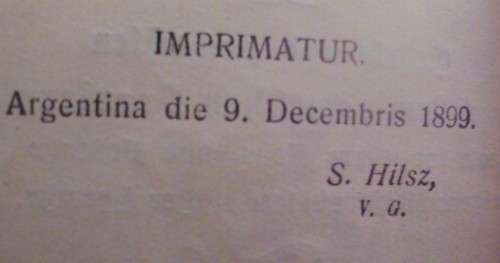 IMPRIMATUR.
Argentina die 9. Decembris 1899.
S. Hilsz,
V. G.